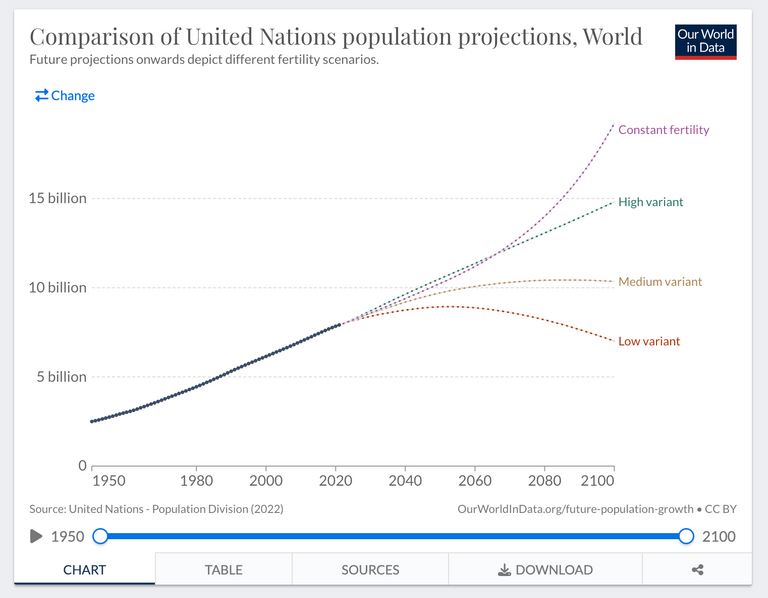 Comparison of United Nations population projections, World
Future projections onwards depict different fertility scenarios.
Our World
in Data
Change
Constant fertility
15 billion
High variant
10 billion
Medium variant
Low variant
5 billion
0
1950 1980 2000 2020 2040 2060 2080 2100
Source: United Nations - Population Division (2022) OurWorldInData.org/future-population-growth • CC BY
1950 2100
CHART TABLE SOURCES DOWNLOAD